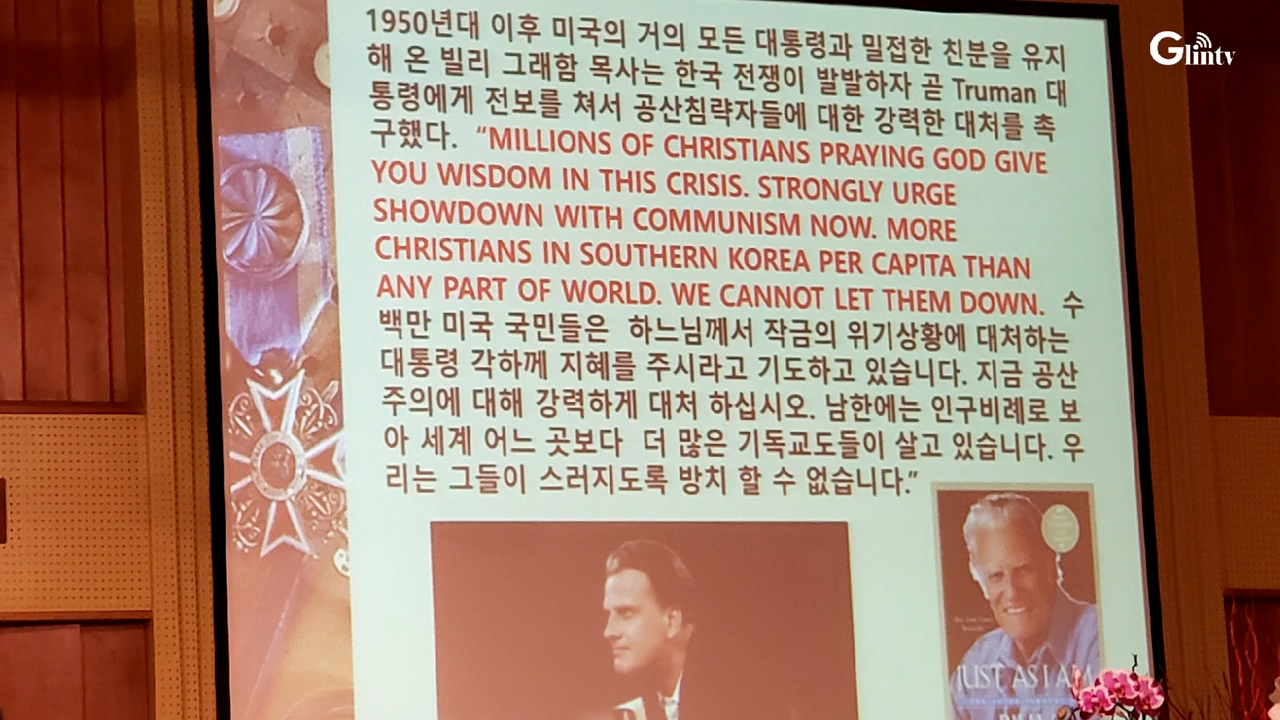 Glintv
1950년대 이후 미국의 거의 모든 대통령과 밀접한 친분을 유지
해 온 빌리 그래함 목사는 한국 전쟁이 발발하자 곧 Truman 대
통령에게 전보를 쳐서 공산침략자들에 대한 강력한 대처를 촉
구했다. “MILLIONS OF CHRISTIANS PRAYING GOD GIVE
YOU WISDOM IN THIS CRISIS. STRONGLY URGE
SHOWDOWN WITH COMMUNISM NOW. MORE
CHRISTIANS IN SOUTHERN KOREA PER CAPITA THAN
ANY PART OF WORLD. WE CANNOT LET THEM DOWN. 수
백만 미국 국민들은 하느님께서 작금의 위기상황에 대처하는
대통령 각하께 지혜를 주시라고 기도하고 있습니다. 지금 공산
주의에 대해 강력하게 대처 하십시오. 남한에는 인구비례로 보
아 세계 어느 곳보다 더 많은 기독교도들이 살고 있습니다. 우
리는 그들이 스러지도록 방치 할 수 없습니다.”
JUST AS I AM